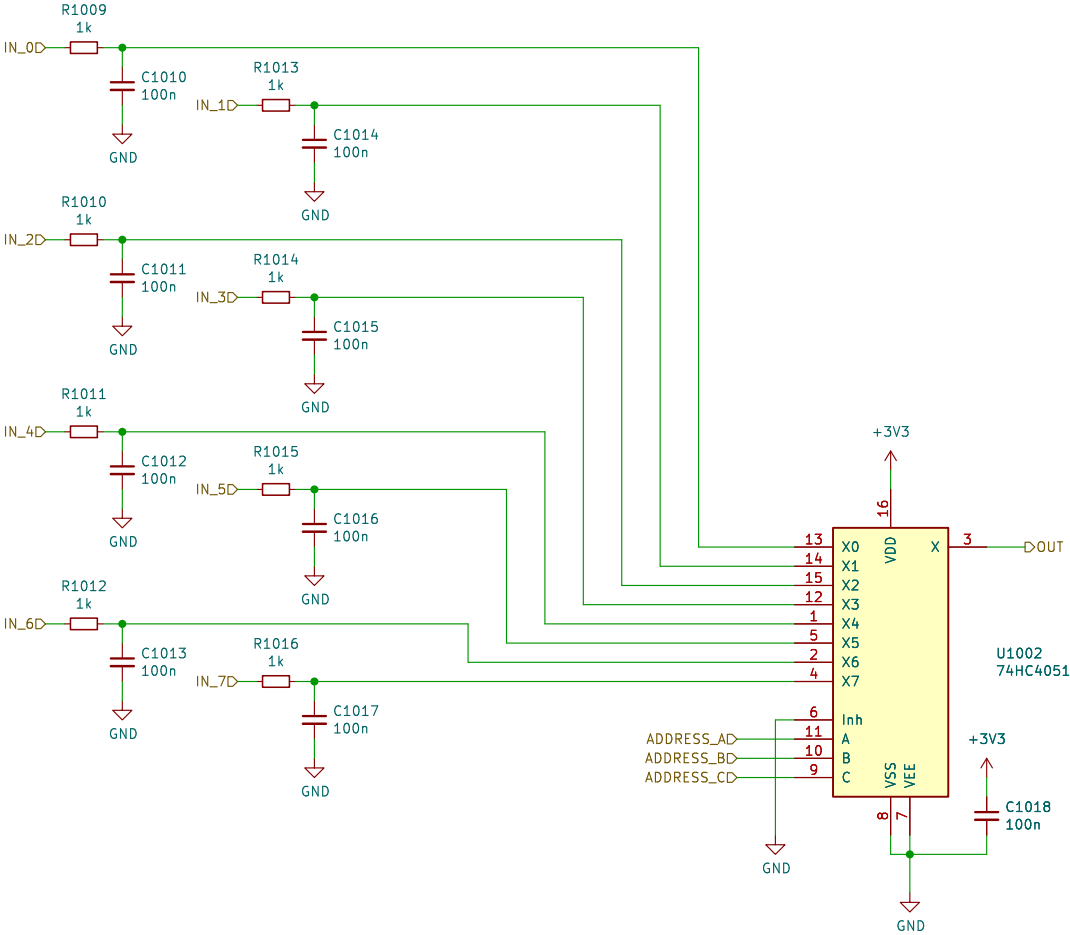 R1009
1k
IN_0
C1010
100n
GND
R1013
1k
IN_1
C1014
100n
GND
R1010
1k
IN_2
C1011
100n
GND
R1014
1k
IN_3
C1015
100n
GND
R1011
1k
IN_4
C1012
100n
GND
R1015
1k
IN_5
C1016
100n
GND
R1012
1k
IN_6
C1013
100n
GND
R1016
1k
IN_7
C1017
100n
GND
+3V3
16
VDD
13 X0
14 X1
15 X2
12 X3
1 X4
5 X5
2 X6
4 X7
6 Inh
ADDRESS_A 11 A
ADDRESS_B 10 B
ADDRESS_C 9 C
X 3 OUT
U1002
74HC4051
VSS
8
VEE
7
GND
+3V3
C1018
100n
GND